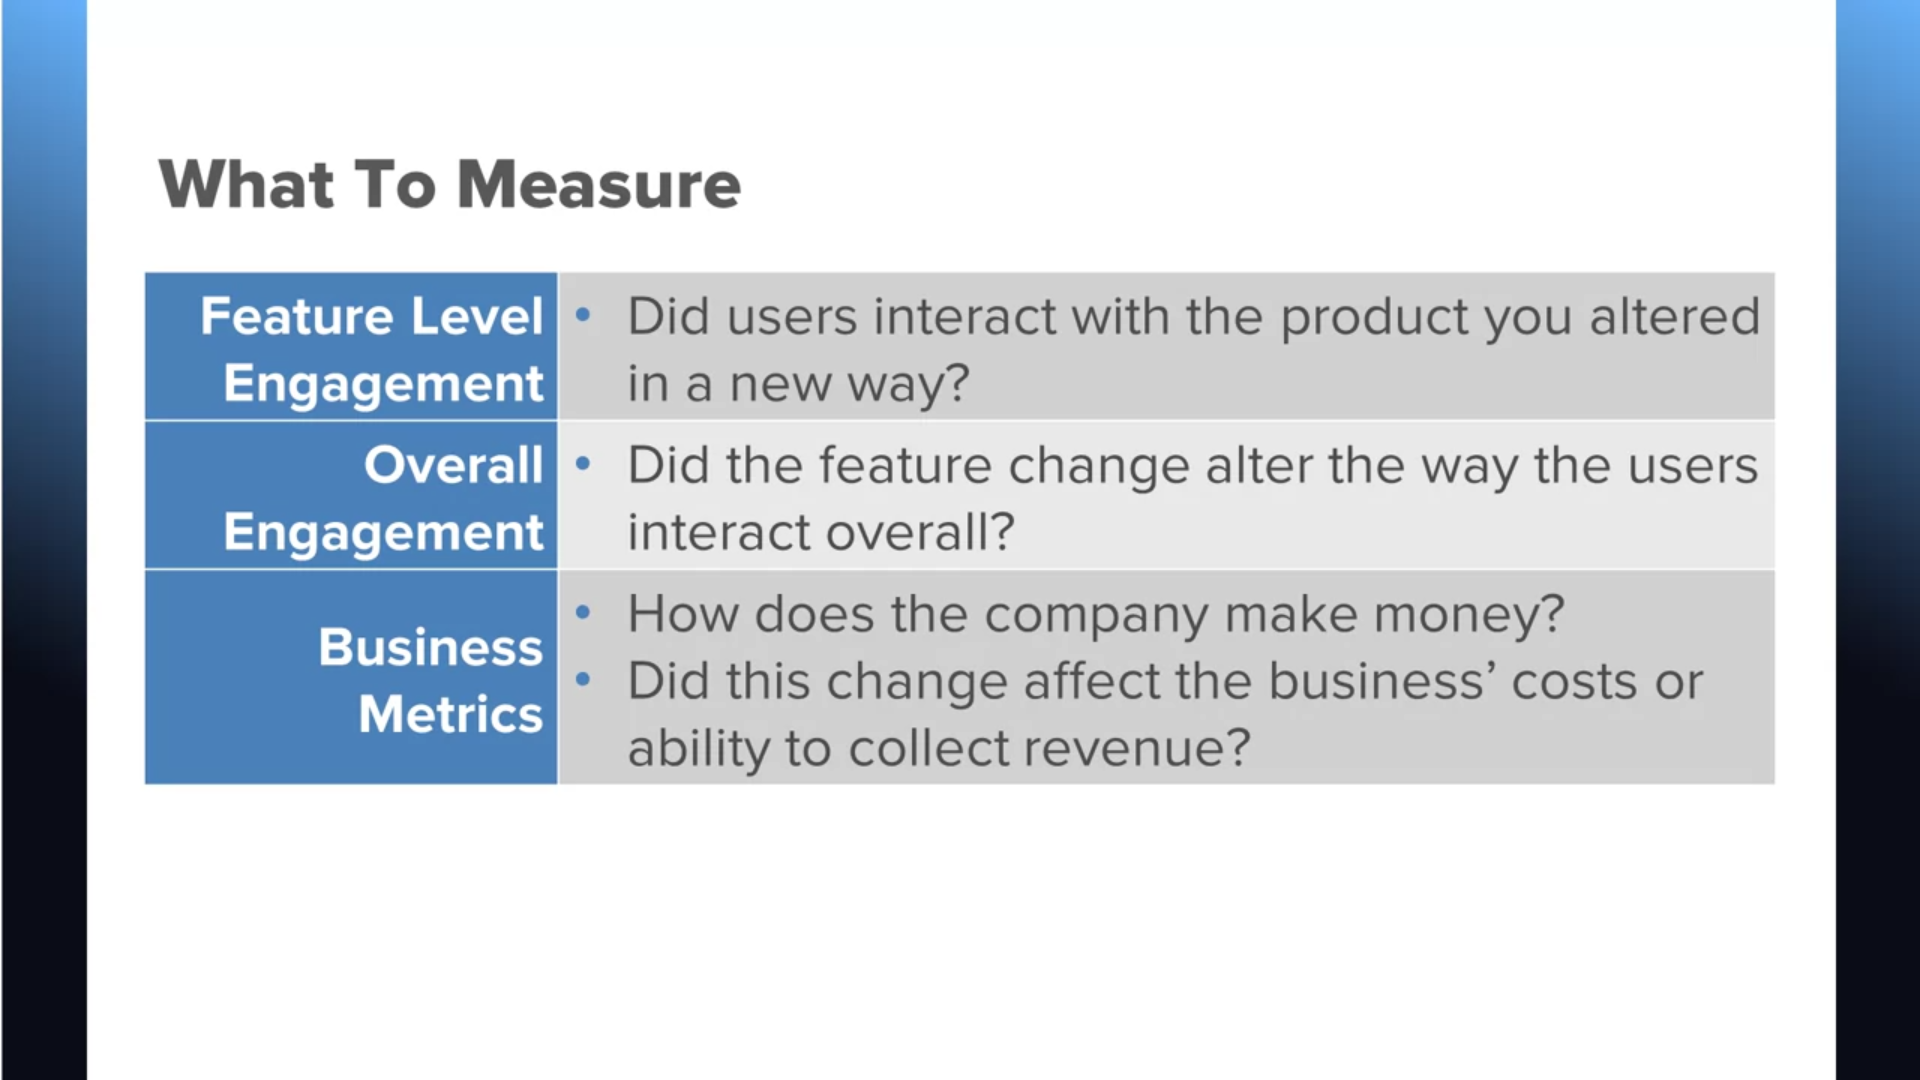 What To Measure
Feature Level
Engagement
• Did users interact with the product you altered
in a new way?
Overall
Engagement
• Did the feature change alter the way the users
interact overall?
Business
Metrics
• How does the company make money?
• Did this change affect the business’ costs or
ability to collect revenue?